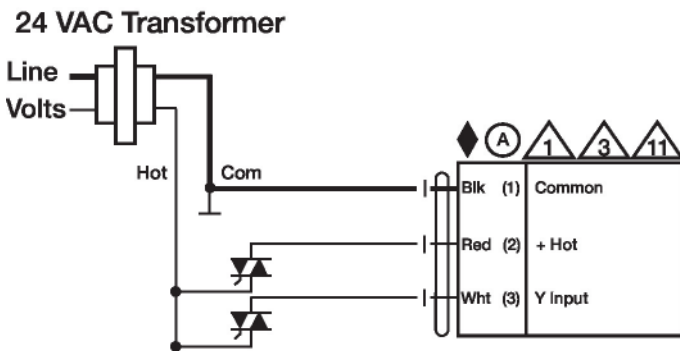 24 VAC Transformer
Line
Volts
Hot
Com
A
1
3
11
Blk (1) Common
Red (2) + Hot
Wht (3) Y Input